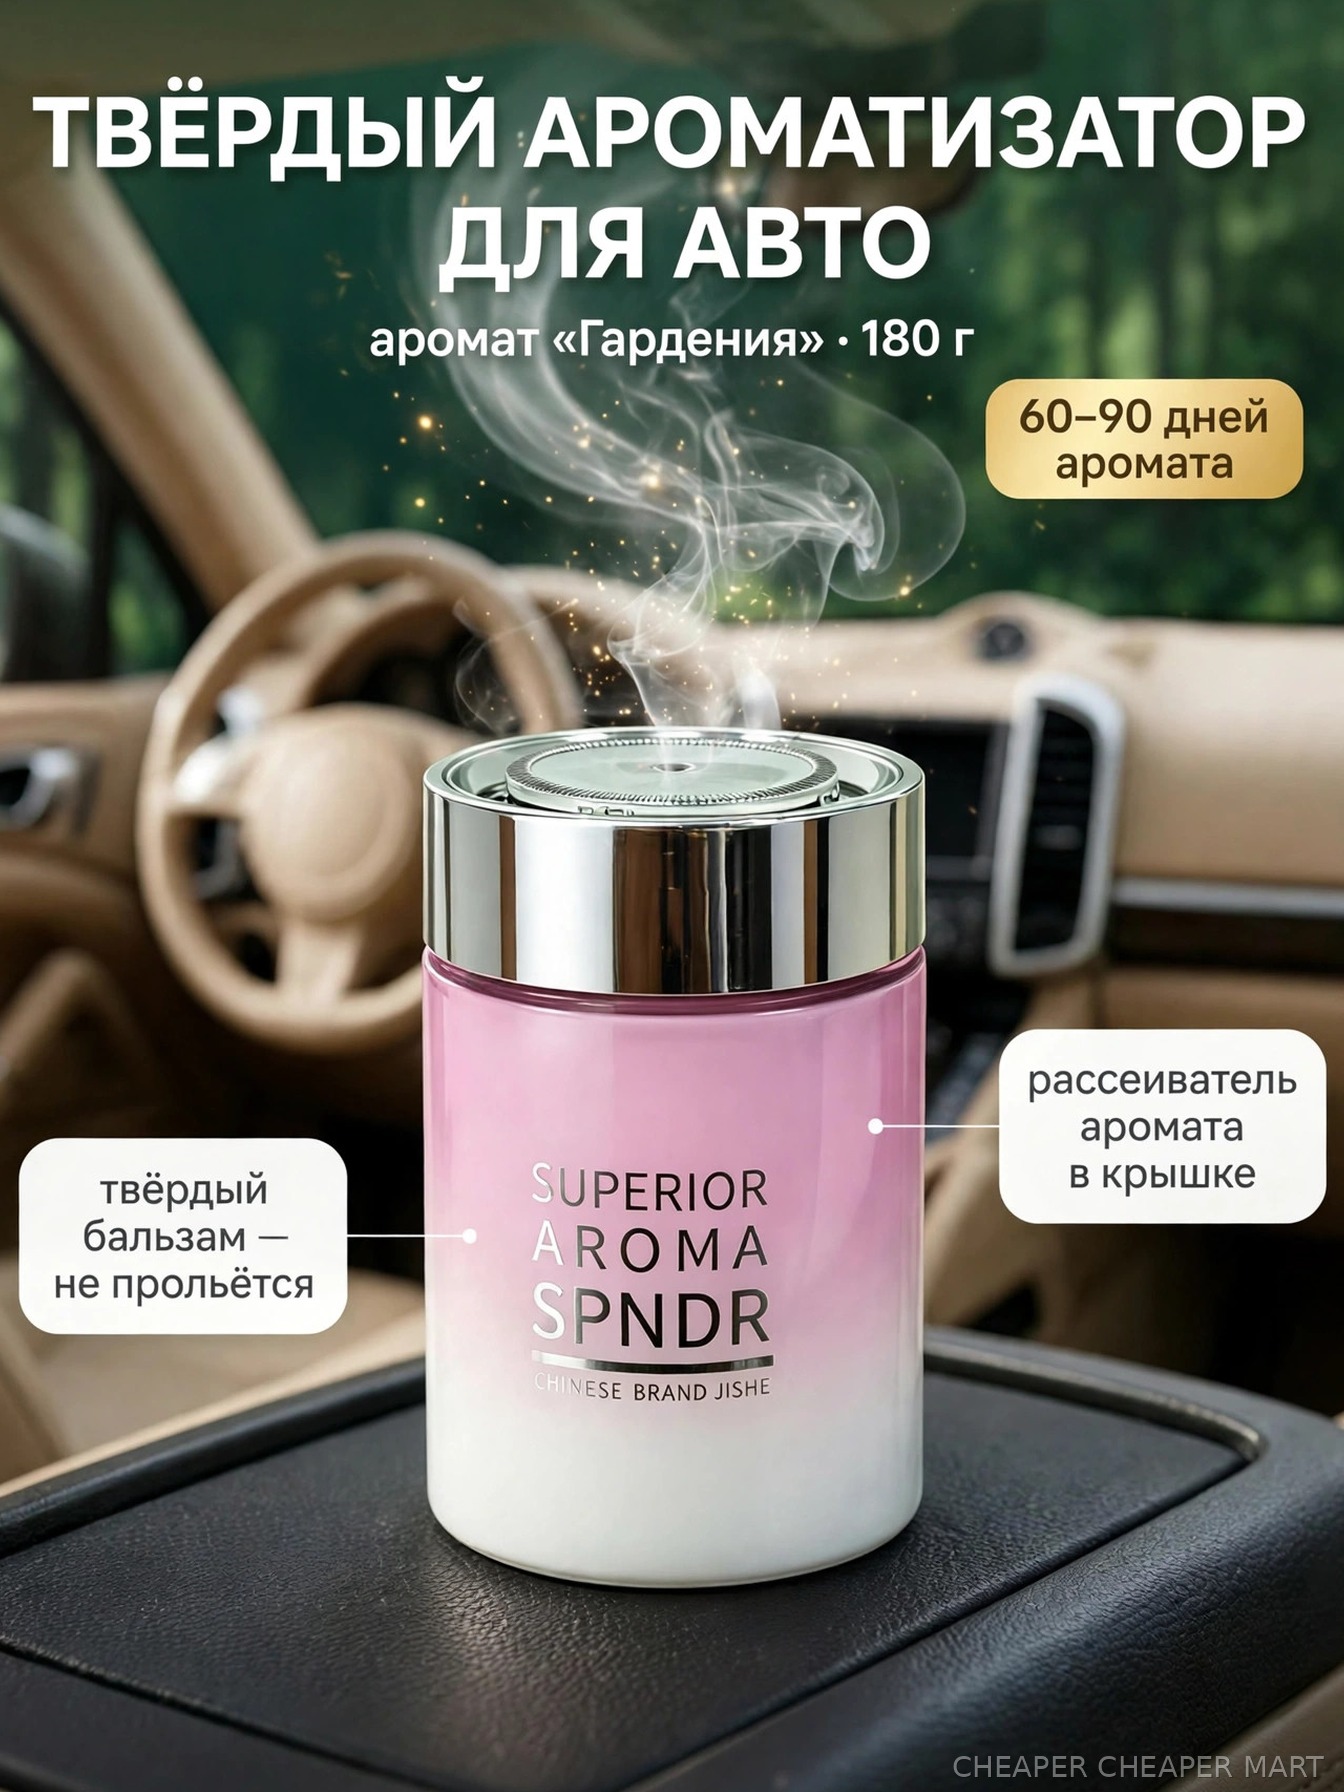 ТВЁРДЫЙ АРОМАТИЗАТОР
ДЛЯ АВТО
аромат «Гардения» · 180 г
60–90 дней
аромата
рассеиватель
аромата
в крышке
твёрдый
бальзам —
не прольётся
SUPERIOR
AROMA
SPNDR
CHINESE BRAND JISHE
CHEAPER CHEAPER MART